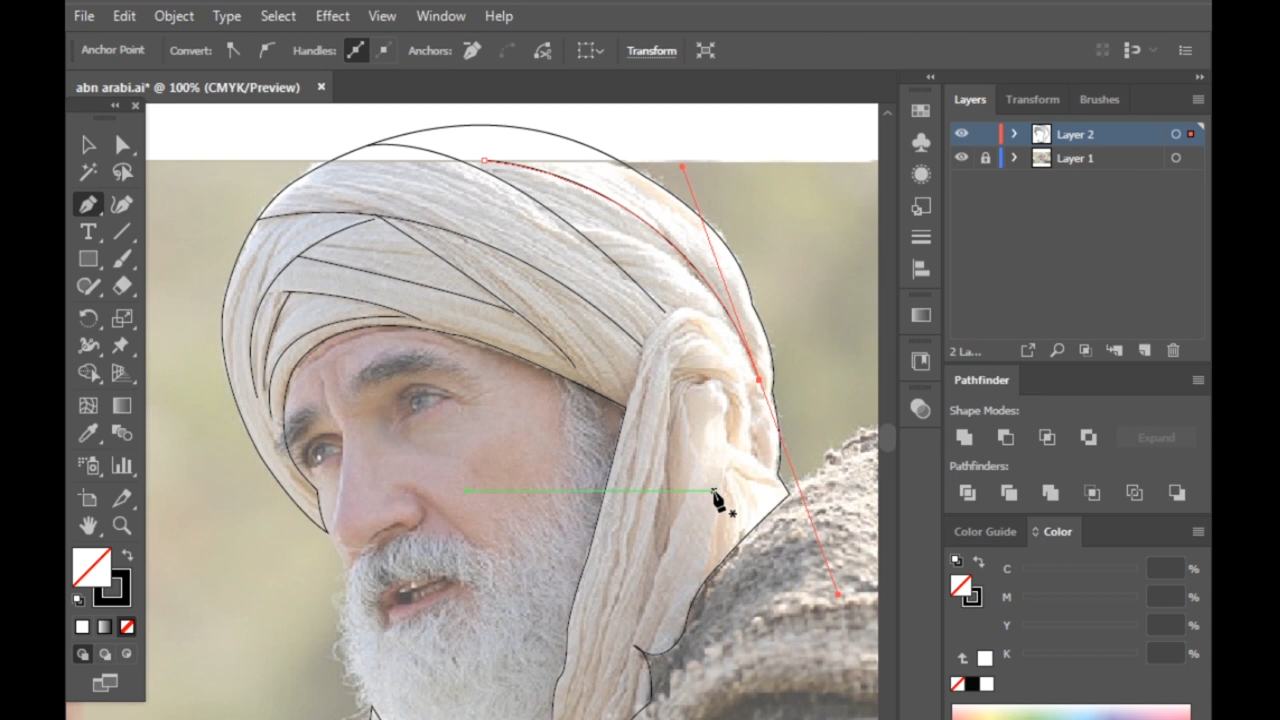 File Edit Object Type Select Effect View Window Help
Anchor Point Convert: Handles: Anchors: Transform
abn arabi.ai* @ 100% (CMYK/Preview) ×
Layers Transform Brushes
Layer 2
Layer 1
2 La...
Pathfinder
Shape Modes:
Expand
Pathfinders:
Color Guide Color
C %
M %
Y %
K %